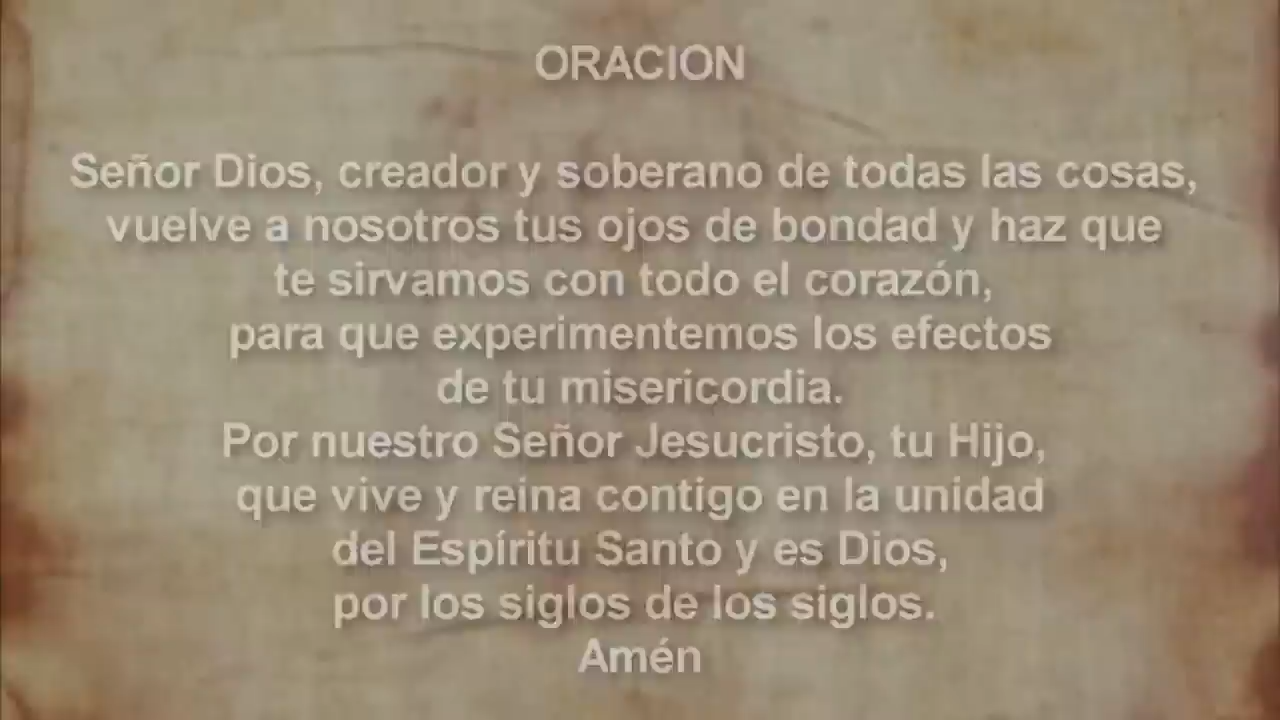 ORACION
Señor Dios, creador y soberano de todas las cosas,
vuelve a nosotros tus ojos de bondad y haz que
te sirvamos con todo el corazón,
para que experimentemos los efectos
de tu misericordia.
Por nuestro Señor Jesucristo, tu Hijo,
que vive y reina contigo en la unidad
del Espíritu Santo y es Dios,
por los siglos de los siglos.
Amén